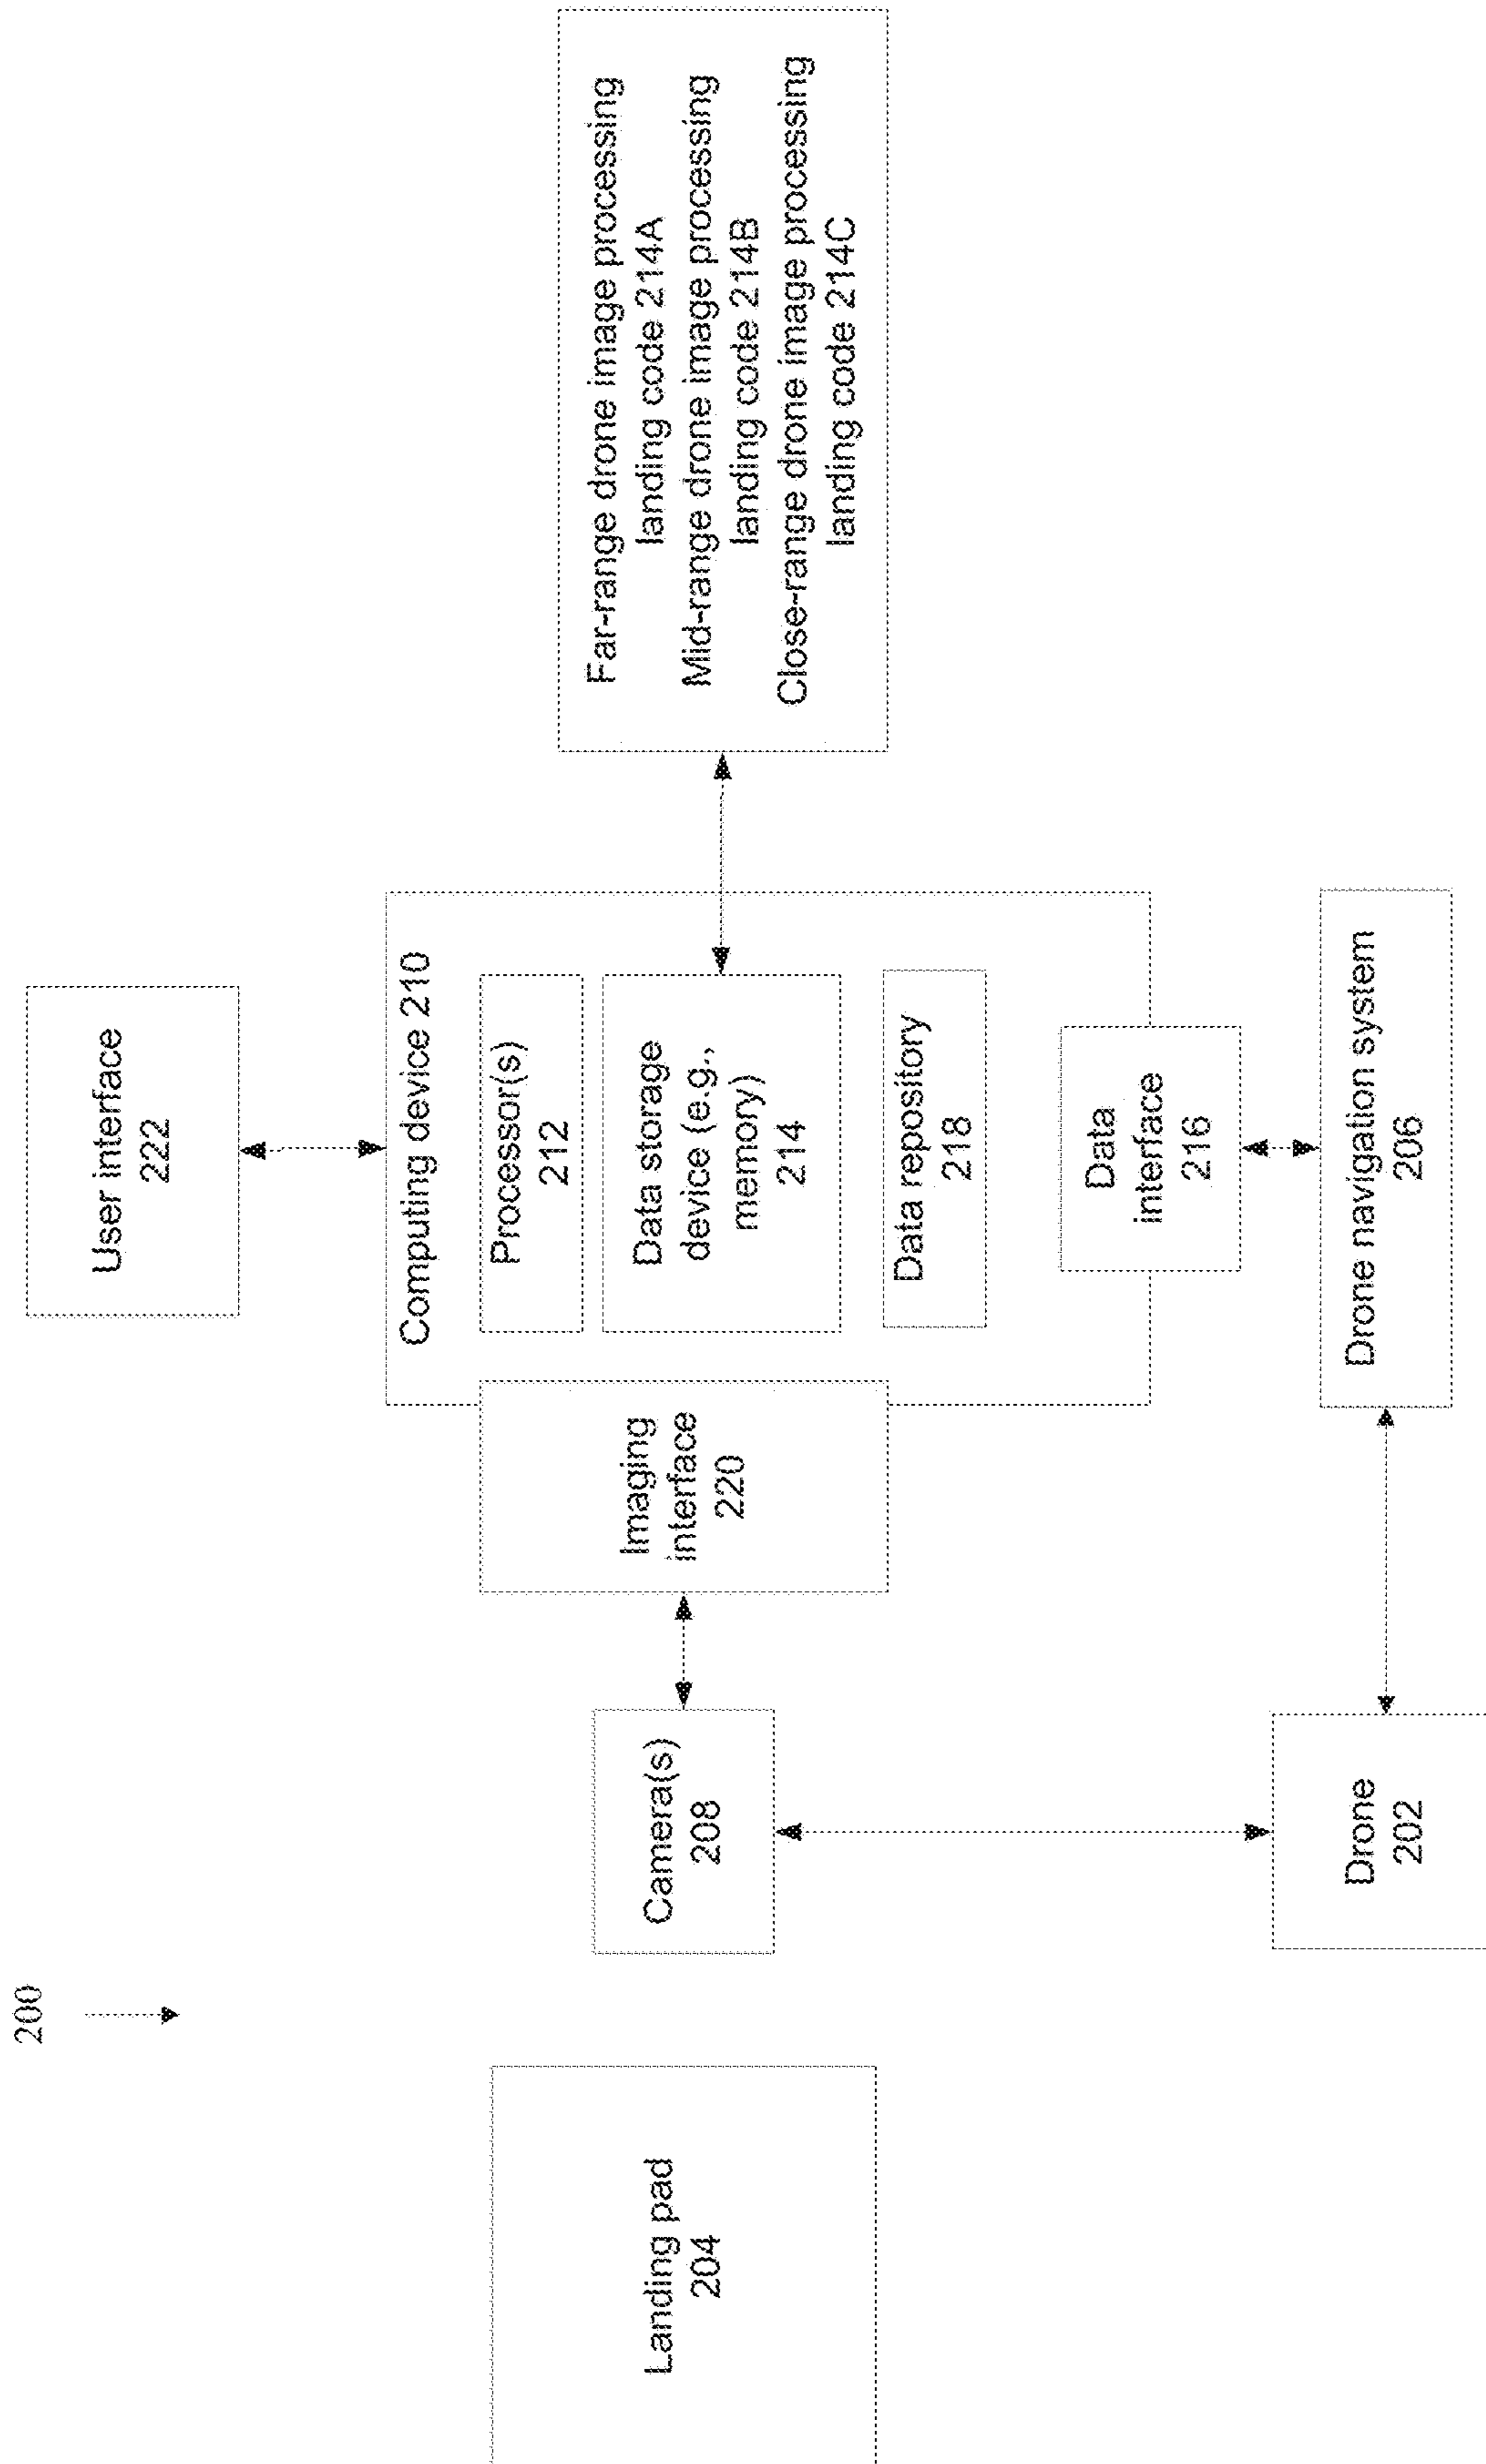 200
Landing pad
204
Camera(s)
208
Drone
202
User interface
222
Imaging
interface
220
Computing device 210
Processor(s)
212
Data storage
device (e.g.,
memory)
214
Data repository
218
Data
interface
216
Drone navigation system
206
Far-range drone image processing
landing code 214A
Mid-range drone image processing
landing code 214B
Close-range drone image processing
landing code 214C